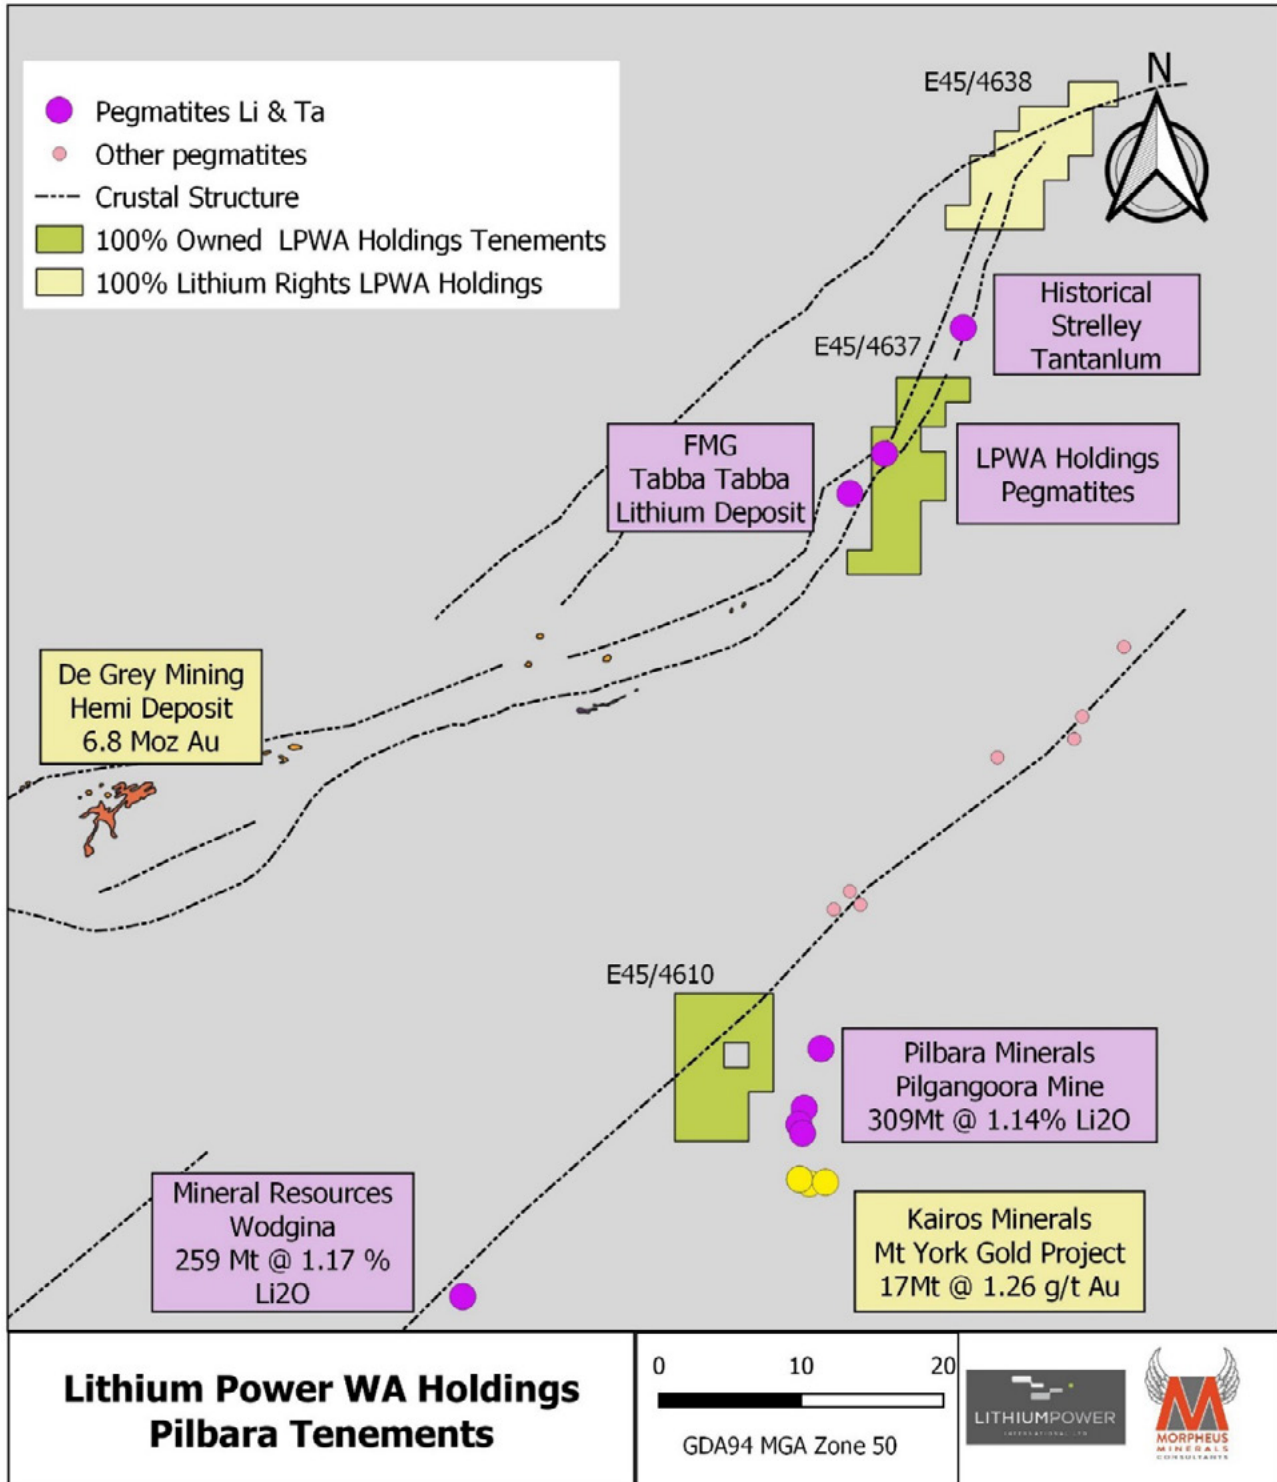 E45/4638
N
Pegmatites Li & Ta
Other pegmatites
Crustal Structure
100% Owned LPWA Holdings Tenements
100% Lithium Rights LPWA Holdings
Historical
Strelley
Tantanlum
E45/4637
FMG
Tabba Tabba
Lithium Deposit
LPWA Holdings
Pegmatites
De Grey Mining
Hemi Deposit
6.8 Moz Au
E45/4610
Pilbara Minerals
Pilgangoora Mine
309Mt @ 1.14% Li2O
Mineral Resources
Wodgina
259 Mt @ 1.17 %
Li2O
Kairos Minerals
Mt York Gold Project
17Mt @ 1.26 g/t Au
Lithium Power WA Holdings
Pilbara Tenements
0 10 20
GDA94 MGA Zone 50
LITHIUMPOWER
INTERNATIONAL LTD
MORPHEUS
MINERALS
CONSULTANTS